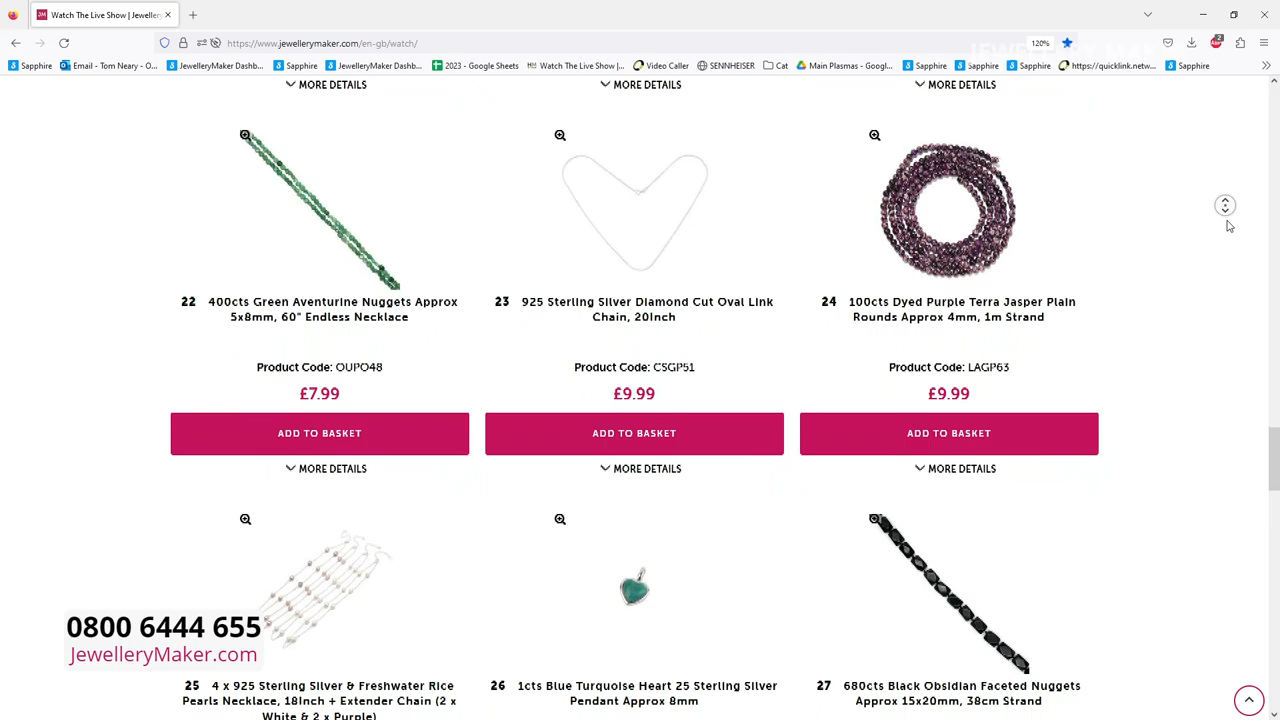 Watch The Live Show | Jeweller
https://www.jewellerymaker.com/en-gb/watch/
120%
2
Sapphire
Email - Tom Neary - O...
JewelleryMaker Dashb...
Sapphire
JewelleryMaker Dashb...
2023 - Google Sheets
Watch The Live Show |...
Video Caller
SENNHEISER
Cat
Main Plasmas - Googl...
Sapphire
Sapphire
Sapphire
https://quicklink.netw...
Sapphire
MORE DETAILS
MORE DETAILS
MORE DETAILS
22 400cts Green Aventurine Nuggets Approx
5x8mm, 60" Endless Necklace
Product Code: OUPO48
£7.99
ADD TO BASKET
MORE DETAILS
23 925 Sterling Silver Diamond Cut Oval Link
Chain, 20Inch
Product Code: CSGP51
£9.99
ADD TO BASKET
MORE DETAILS
24 100cts Dyed Purple Terra Jasper Plain
Rounds Approx 4mm, 1m Strand
Product Code: LAGP63
£9.99
ADD TO BASKET
MORE DETAILS
0800 6444 655
JewelleryMaker.com
25 4 x 925 Sterling Silver & Freshwater Rice
Pearls Necklace, 18Inch + Extender Chain (2 x
White & 2 x Purple)
26 1cts Blue Turquoise Heart 25 Sterling Silver
Pendant Approx 8mm
27 680cts Black Obsidian Faceted Nuggets
Approx 15x20mm, 38cm Strand